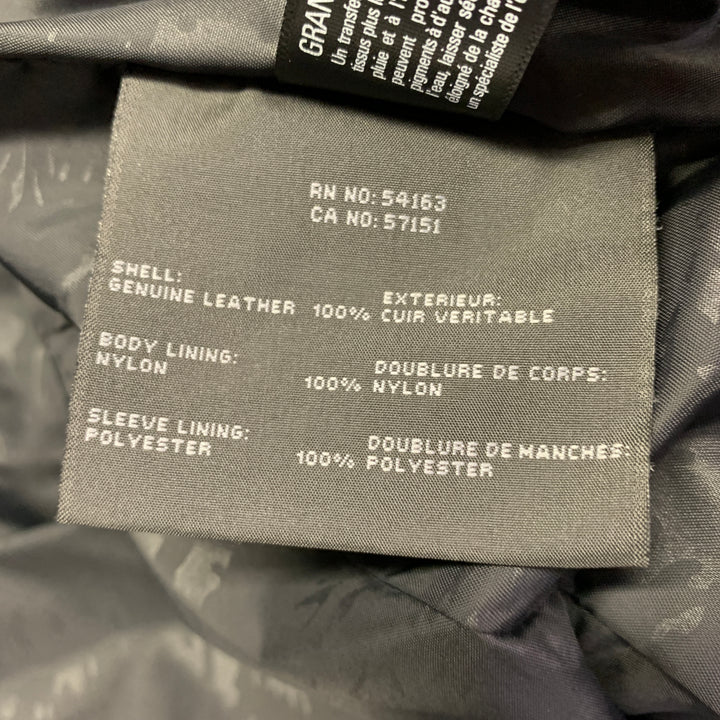 GRAN
Un transfe
tissus plus
pluie et à l'
peuvent pro
pigments à d'au
l'eau, laisser sé
éloigné de la cha
un spécialiste de l'
RN NO: 54163
CA NO: 57151
SHELL:
GENUINE LEATHER 100%
EXTERIEUR:
CUIR VERITABLE
BODY LINING:
NYLON 100%
DOUBLURE DE CORPS:
NYLON
SLEEVE LINING:
POLYESTER 100%
DOUBLURE DE MANCHES:
POLYESTER